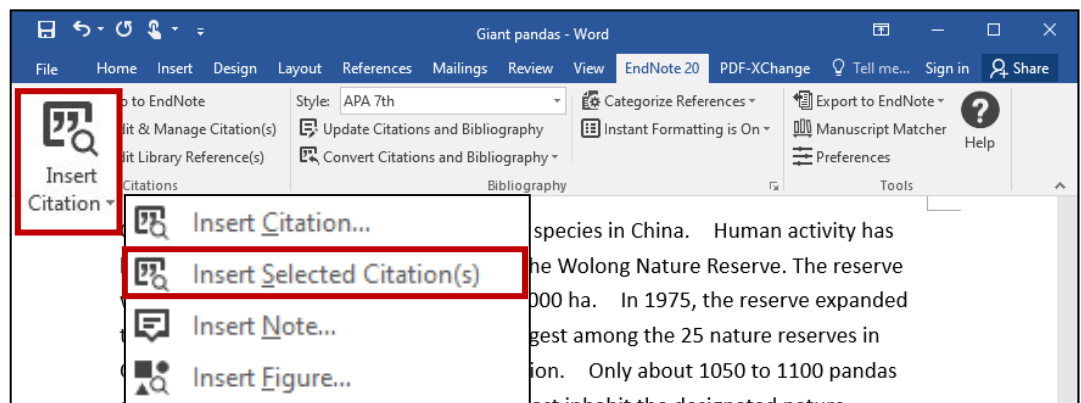 Giant pandas - Word
File Home Insert Design Layout References Mailings Review View EndNote 20 PDF-XChange Tell me... Sign in Share
to EndNote Style: APA 7th Categorize References Export to EndNote
& Manage Citation(s) Update Citations and Bibliography Instant Formatting is On Manuscript Matcher Help
Library Reference(s) Convert Citations and Bibliography Preferences
Insert
Citation
Citations Bibliography Tools
Insert Citation...
Insert Selected Citation(s)
Insert Note...
Insert Figure...
species in China. Human activity has
Wolong Nature Reserve. The reserve
000 ha. In 1975, the reserve expanded
among the 25 nature reserves in
Only about 1050 to 1100 pandas
inhabit the designated nature